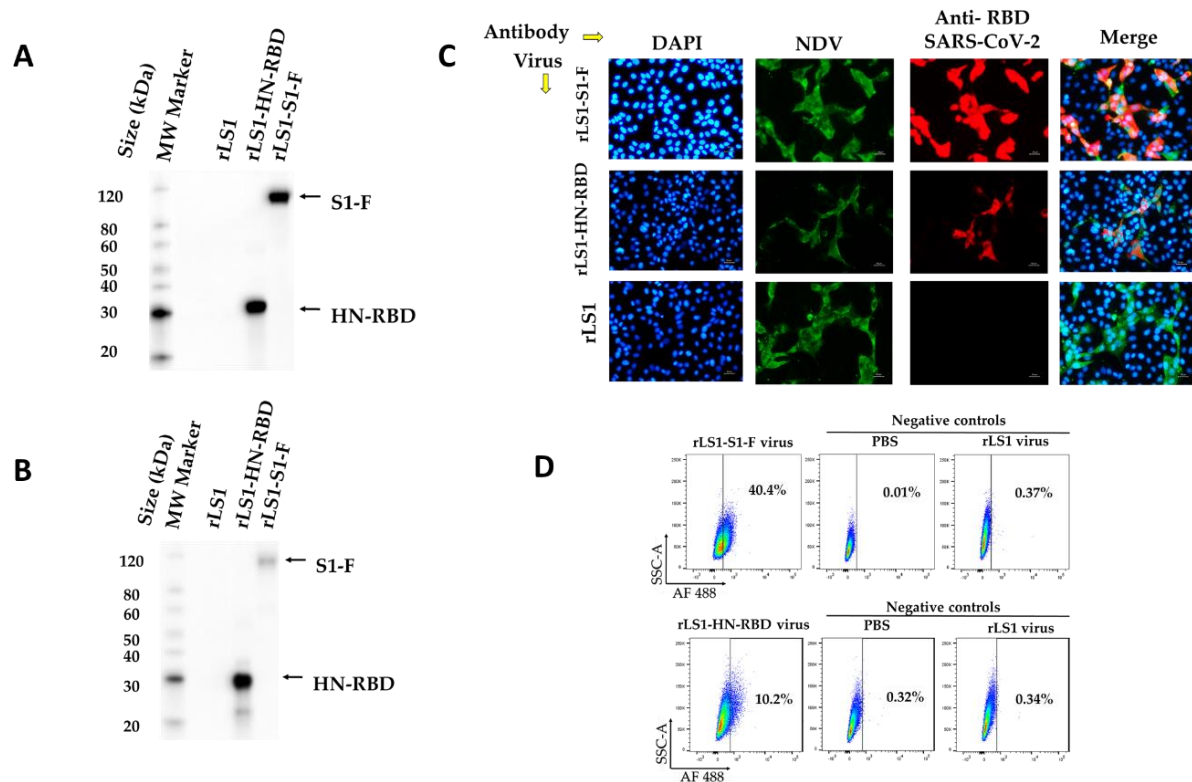 A
Size (kDa)
MW Marker
rLS1
rLS1-HN-RBD
rLS1-S1-F
120
80
60
50
40
30
20
S1-F
HN-RBD
B
Size (kDa)
MW Marker
rLS1
rLS1-HN-RBD
rLS1-S1-F
120
80
60
50
40
30
20
S1-F
HN-RBD
C
Antibody
Virus
DAPI
NDV
Anti- RBD
SARS-CoV-2
Merge
rLS1-S1-F
rLS1-HN-RBD
rLS1
D
Negative controls
rLS1-S1-F virus
PBS
rLS1 virus
40.4%
0.01%
0.37%
SSC-A
AF 488
Negative controls
rLS1-HN-RBD virus
PBS
rLS1 virus
10.2%
0.32%
0.34%
SSC-A
AF 488